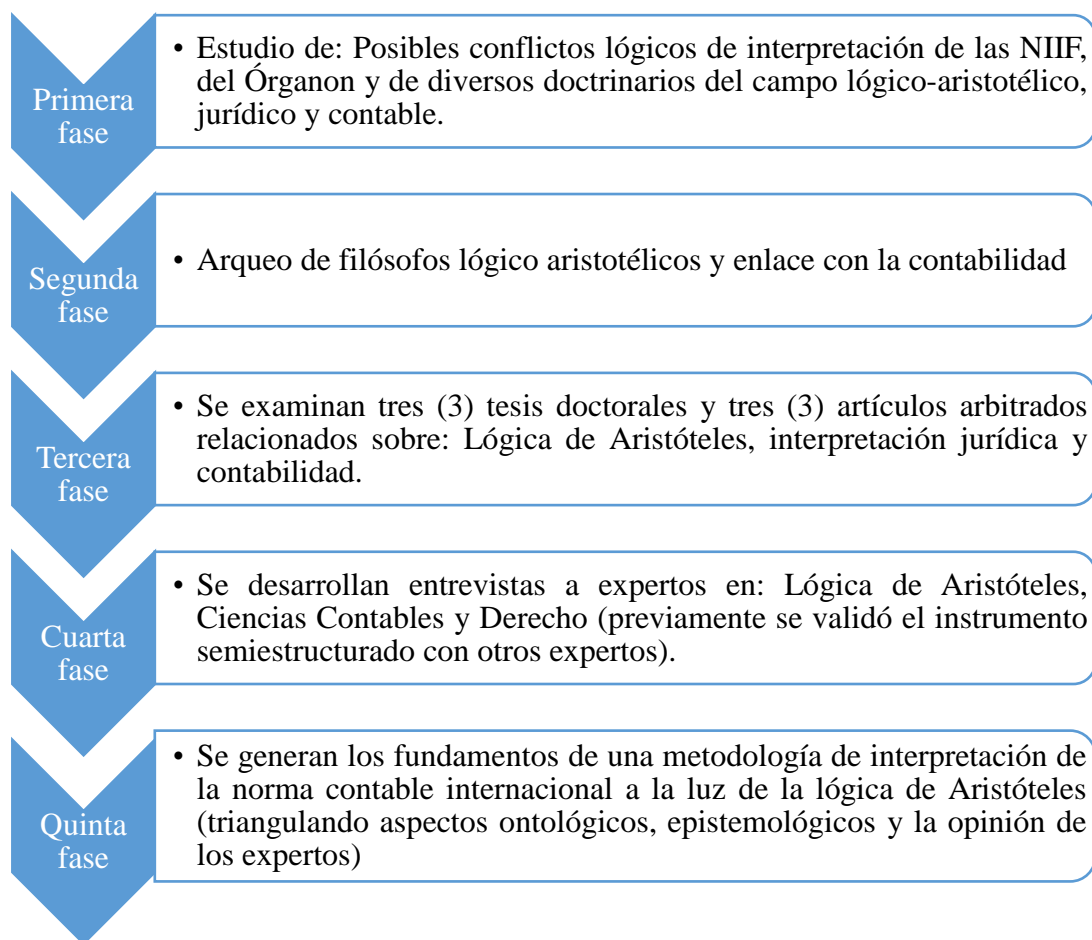 Primera
fase
• Estudio de: Posibles conflictos lógicos de interpretación de las NIIF,
del Órganon y de diversos doctrinarios del campo lógico-aristotélico,
jurídico y contable.
Segunda
fase
• Arqueo de filósofos lógico aristotélicos y enlace con la contabilidad
Tercera
fase
• Se examinan tres (3) tesis doctorales y tres (3) artículos arbitrados
relacionados sobre: Lógica de Aristóteles, interpretación jurídica y
contabilidad.
Cuarta
fase
• Se desarrollan entrevistas a expertos en: Lógica de Aristóteles,
Ciencias Contables y Derecho (previamente se validó el instrumento
semiestructurado con otros expertos).
Quinta
fase
• Se generan los fundamentos de una metodología de interpretación de
la norma contable internacional a la luz de la lógica de Aristóteles
(triangulando aspectos ontológicos, epistemológicos y la opinión de
los expertos)